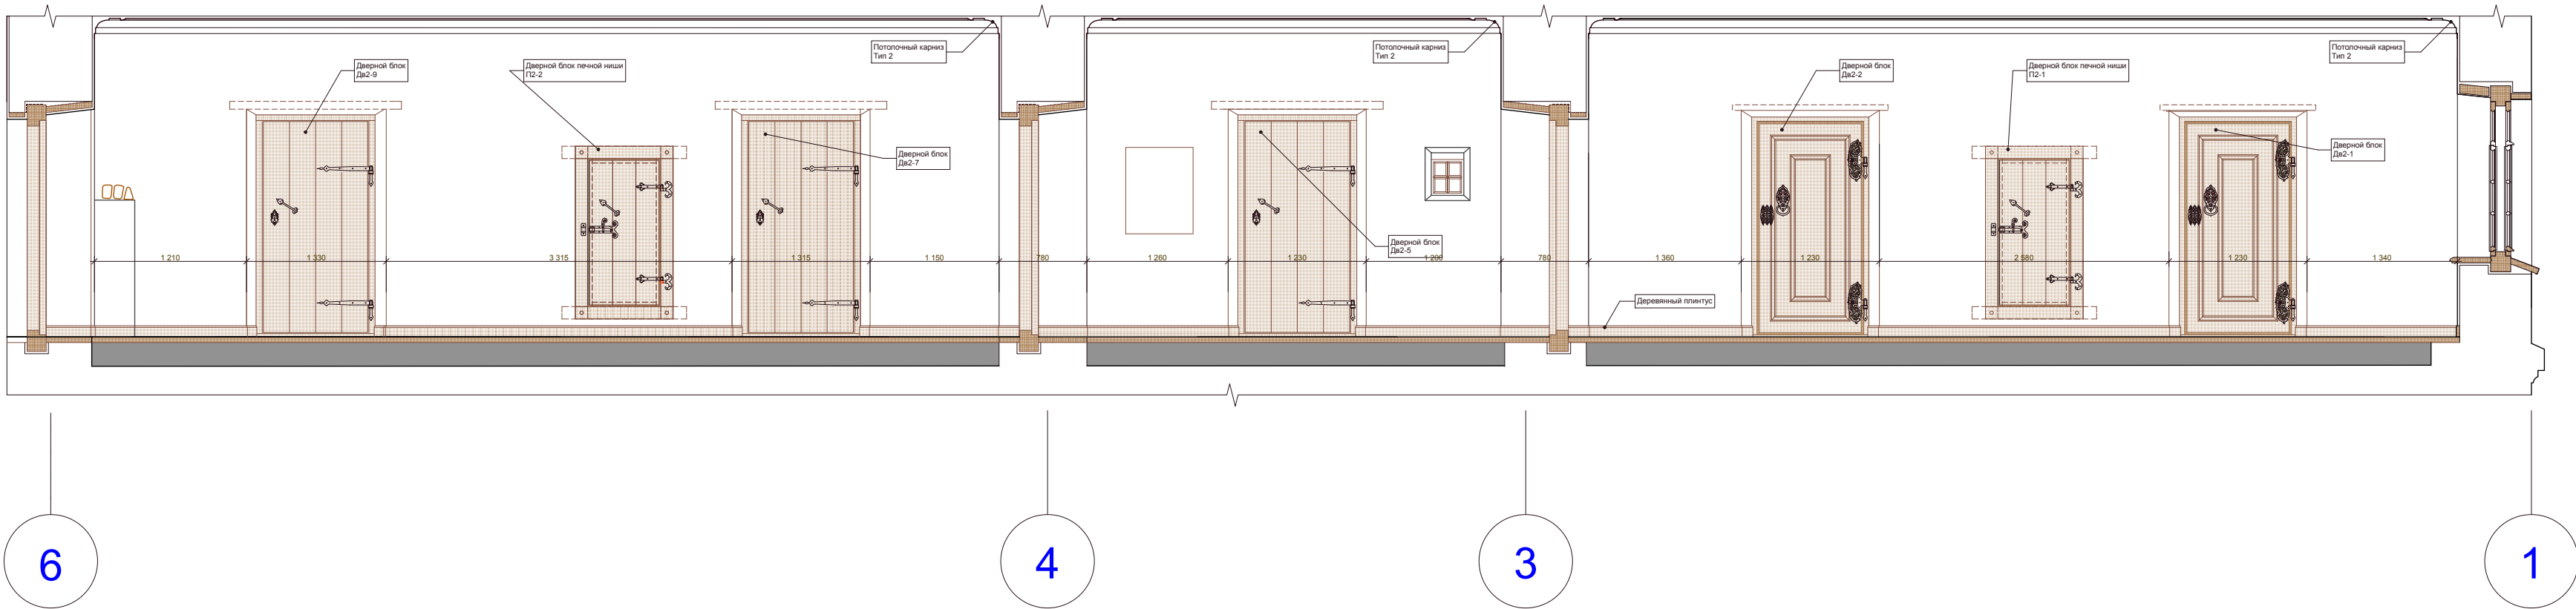 Потолочный карниз
Тип 2
Потолочный карниз
Тип 2
Потолочный карниз
Тип 2
Дверной блок
Дв2-9
Дверной блок печной ниши
П2-2
Дверной блок
Дв2-2
Дверной блок печной ниши
П2-1
Дверной блок
Дв2-7
Дверной блок
Дв2-1
Дверной блок
Дв2-5
1 210
1 330
3 315
1 315
1 150
780
1 260
1 230
1 200
780
1 360
1 230
2 580
1 230
1 340
Деревянный плинтус
6
4
3
1